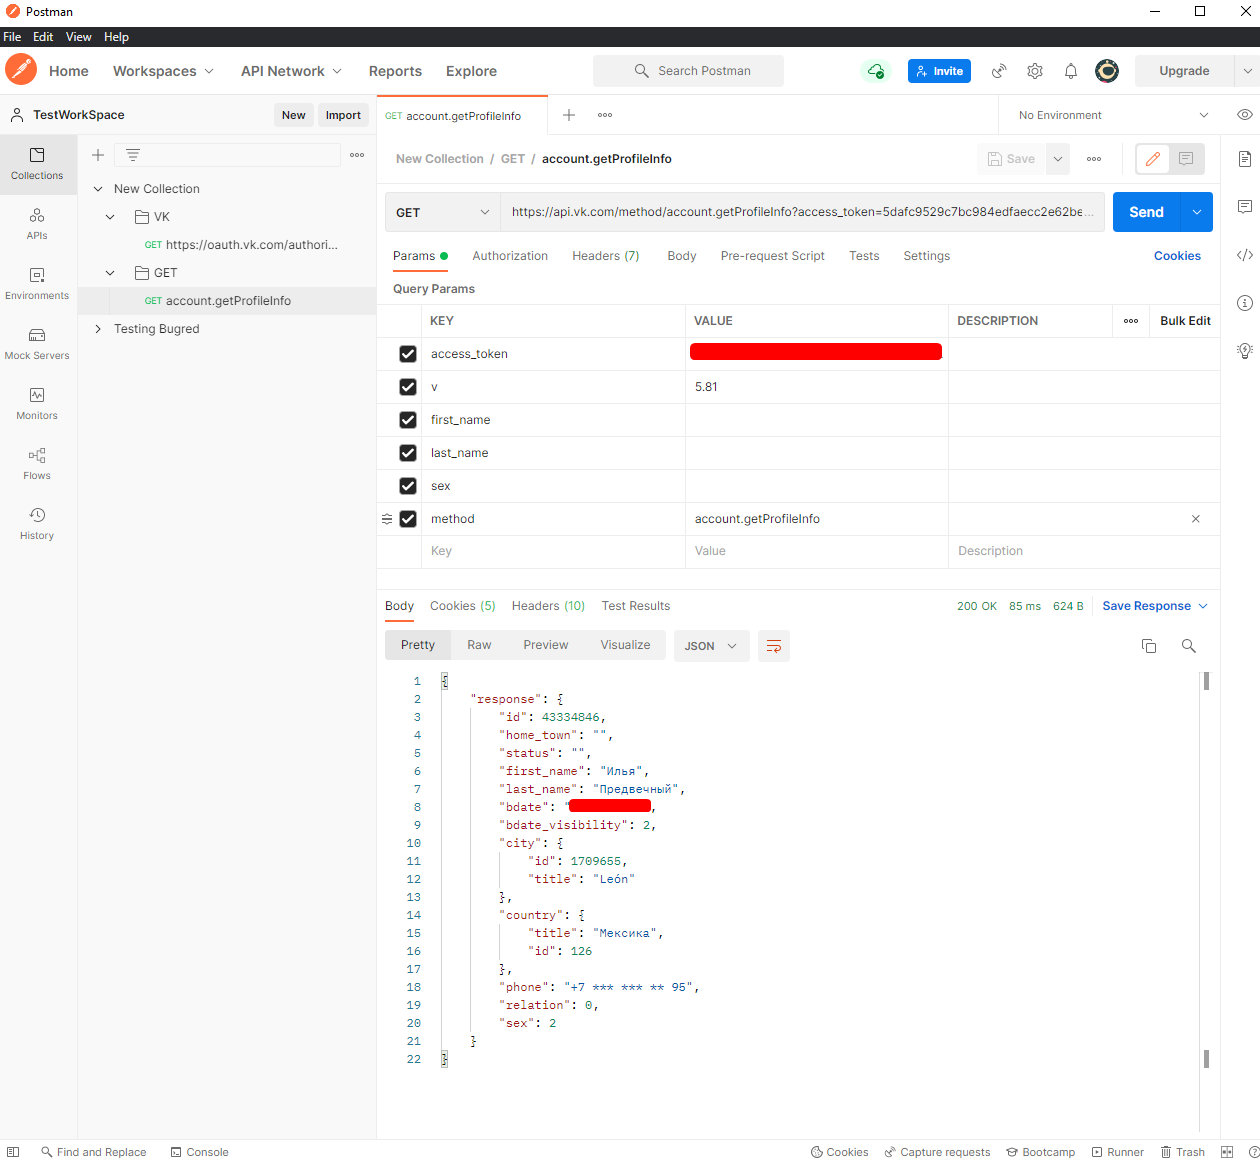 Postman
File Edit View Help
Home Workspaces API Network Reports Explore Search Postman Invite Upgrade
TestWorkSpace New Import GET account.getProfileInfo No Environment
Collections
APIs
Environments
Mock Servers
Monitors
Flows
History
New Collection
VK
GET https://oauth.vk.com/authori...
GET
GET account.getProfileInfo
Testing Bugred
New Collection / GET / account.getProfileInfo Save
GET https://api.vk.com/method/account.getProfileInfo?access_token=5dafc9529c7bc984edfaecc2e62be... Send
Params Authorization Headers (7) Body Pre-request Script Tests Settings Cookies
Query Params
KEY VALUE DESCRIPTION Bulk Edit
access_token
v 5.81
first_name
last_name
sex
method account.getProfileInfo
Key Value Description
Body Cookies (5) Headers (10) Test Results 200 OK 85 ms 624 B Save Response
Pretty Raw Preview Visualize JSON
1 {
2 "response": {
3 "id": 43334846,
4 "home_town": "",
5 "status": "",
6 "first_name": "Илья",
7 "last_name": "Предвечный",
8 "bdate": ",
9 "bdate_visibility": 2,
10 "city": {
11 "id": 1709655,
12 "title": "León"
13 },
14 "country": {
15 "title": "Мексика",
16 "id": 126
17 },
18 "phone": "+7 *** *** ** 95",
19 "relation": 0,
20 "sex": 2
21 }
22 }
Find and Replace Console Cookies Capture requests Bootcamp Runner Trash